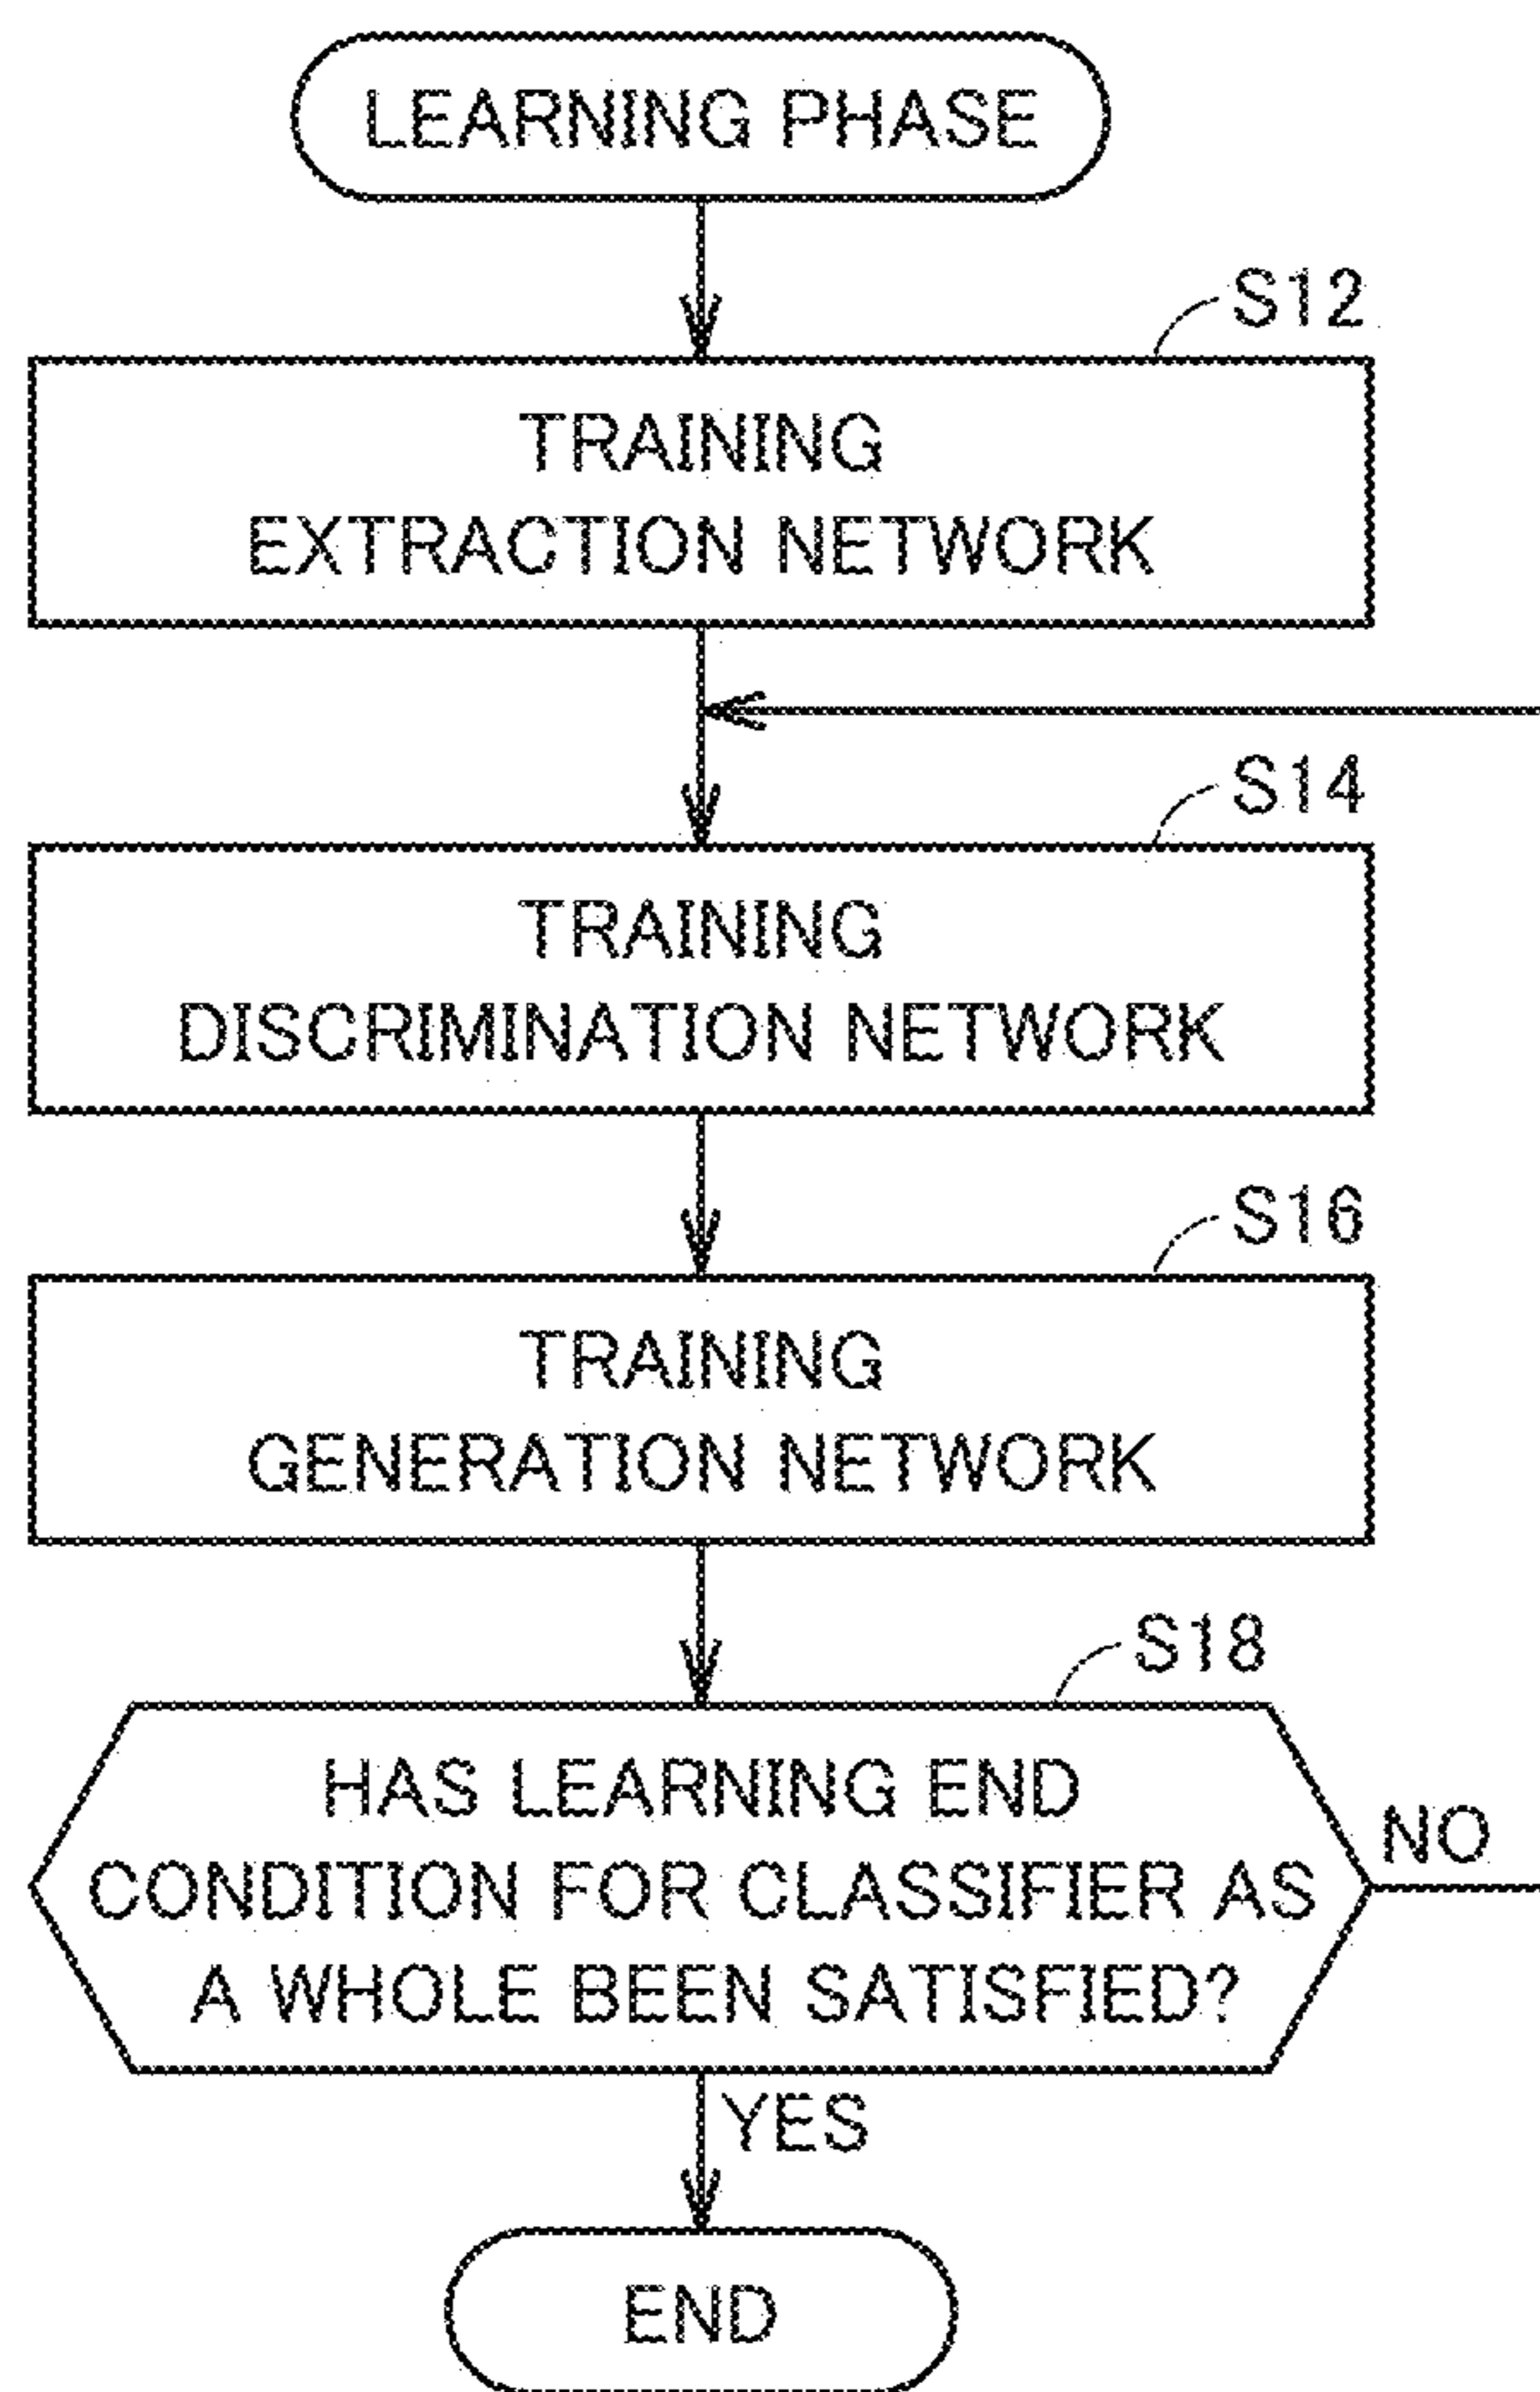 LEARNING PHASE
S12
TRAINING
EXTRACTION NETWORK
S14
TRAINING
DISCRIMINATION NETWORK
S16
TRAINING
GENERATION NETWORK
S18
HAS LEARNING END
CONDITION FOR CLASSIFIER AS
A WHOLE BEEN SATISFIED?
NO
YES
END